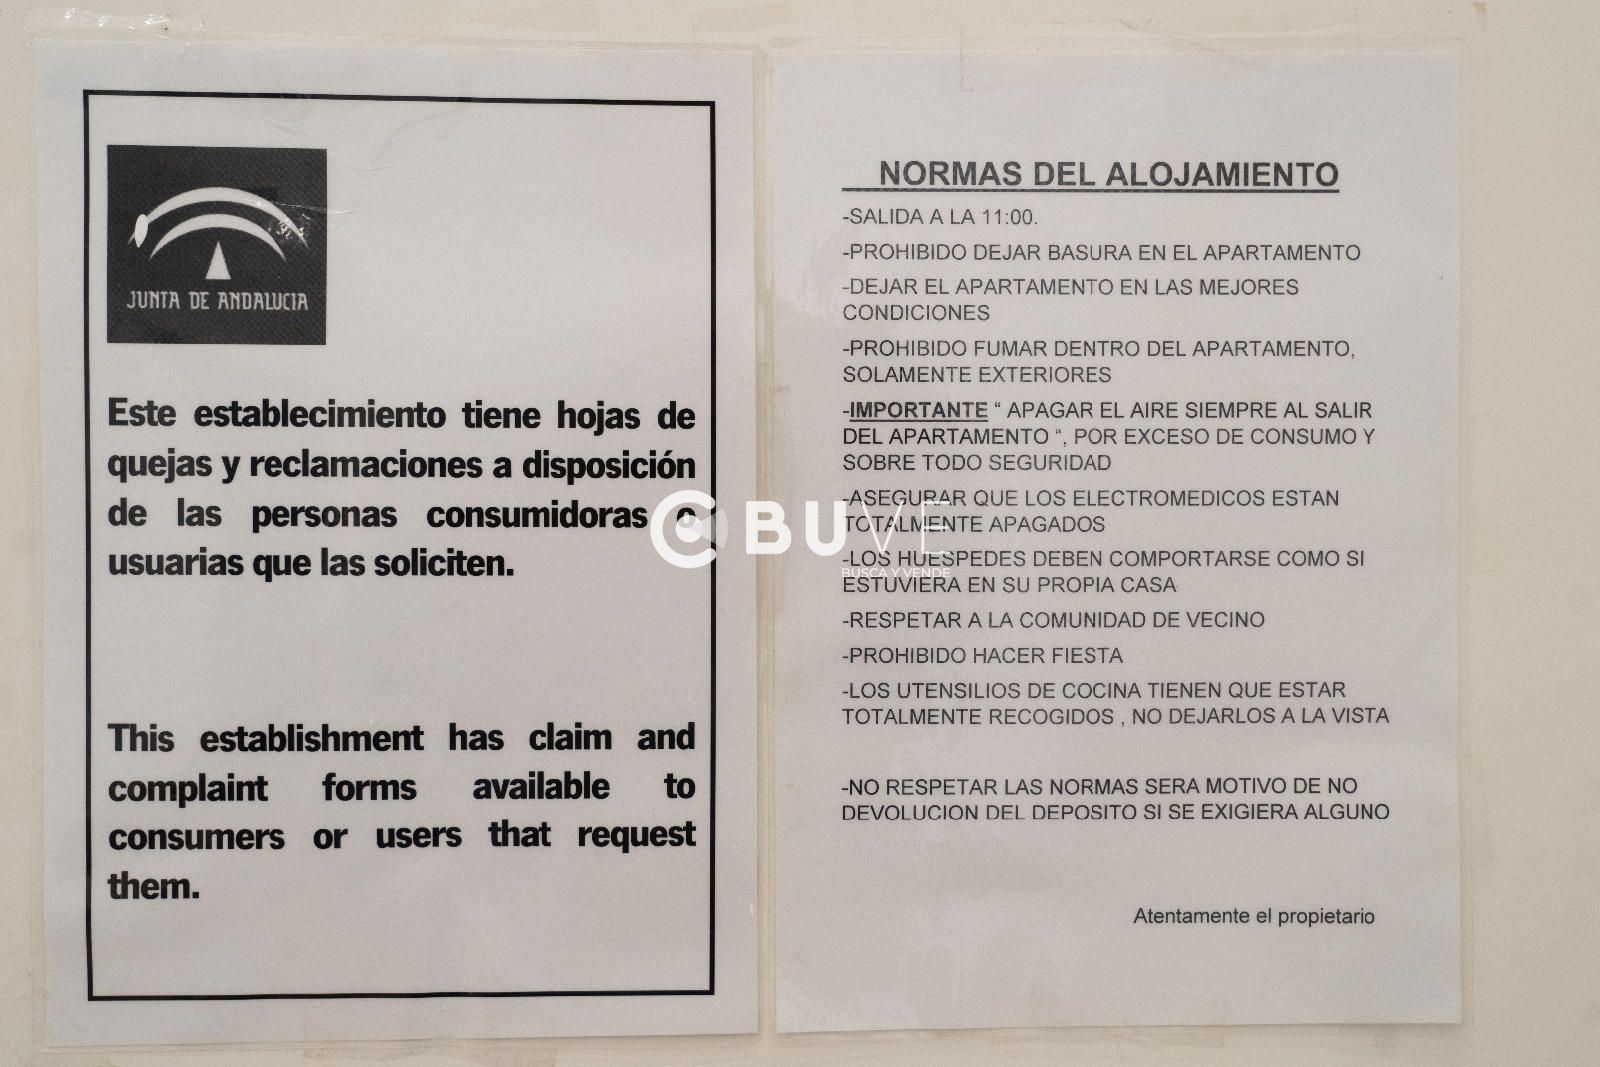 JUNTA DE ANDALUCIA
Este establecimiento tiene hojas de
quejas y reclamaciones a disposición
de las personas consumidoras o
usuarias que las soliciten.
This establishment has claim and
complaint forms available to
consumers or users that request
them.
NORMAS DEL ALOJAMIENTO
-SALIDA A LA 11:00.
-PROHIBIDO DEJAR BASURA EN EL APARTAMENTO
-DEJAR EL APARTAMENTO EN LAS MEJORES
CONDICIONES
-PROHIBIDO FUMAR DENTRO DEL APARTAMENTO,
SOLAMENTE EXTERIORES
-IMPORTANTE “ APAGAR EL AIRE SIEMPRE AL SALIR
DEL APARTAMENTO “, POR EXCESO DE CONSUMO Y
SOBRE TODO SEGURIDAD
-ASEGURAR QUE LOS ELECTROMEDICOS ESTAN
TOTALMENTE APAGADOS
-LOS HUESPEDES DEBEN COMPORTARSE COMO SI
ESTUVIERA EN SU PROPIA CASA
-RESPETAR A LA COMUNIDAD DE VECINO
-PROHIBIDO HACER FIESTA
-LOS UTENSILIOS DE COCINA TIENEN QUE ESTAR
TOTALMENTE RECOGIDOS , NO DEJARLOS A LA VISTA
-NO RESPETAR LAS NORMAS SERA MOTIVO DE NO
DEVOLUCION DEL DEPOSITO SI SE EXIGIERA ALGUNO
Atentamente el propietario
BUVE
BUSCA Y VENDE